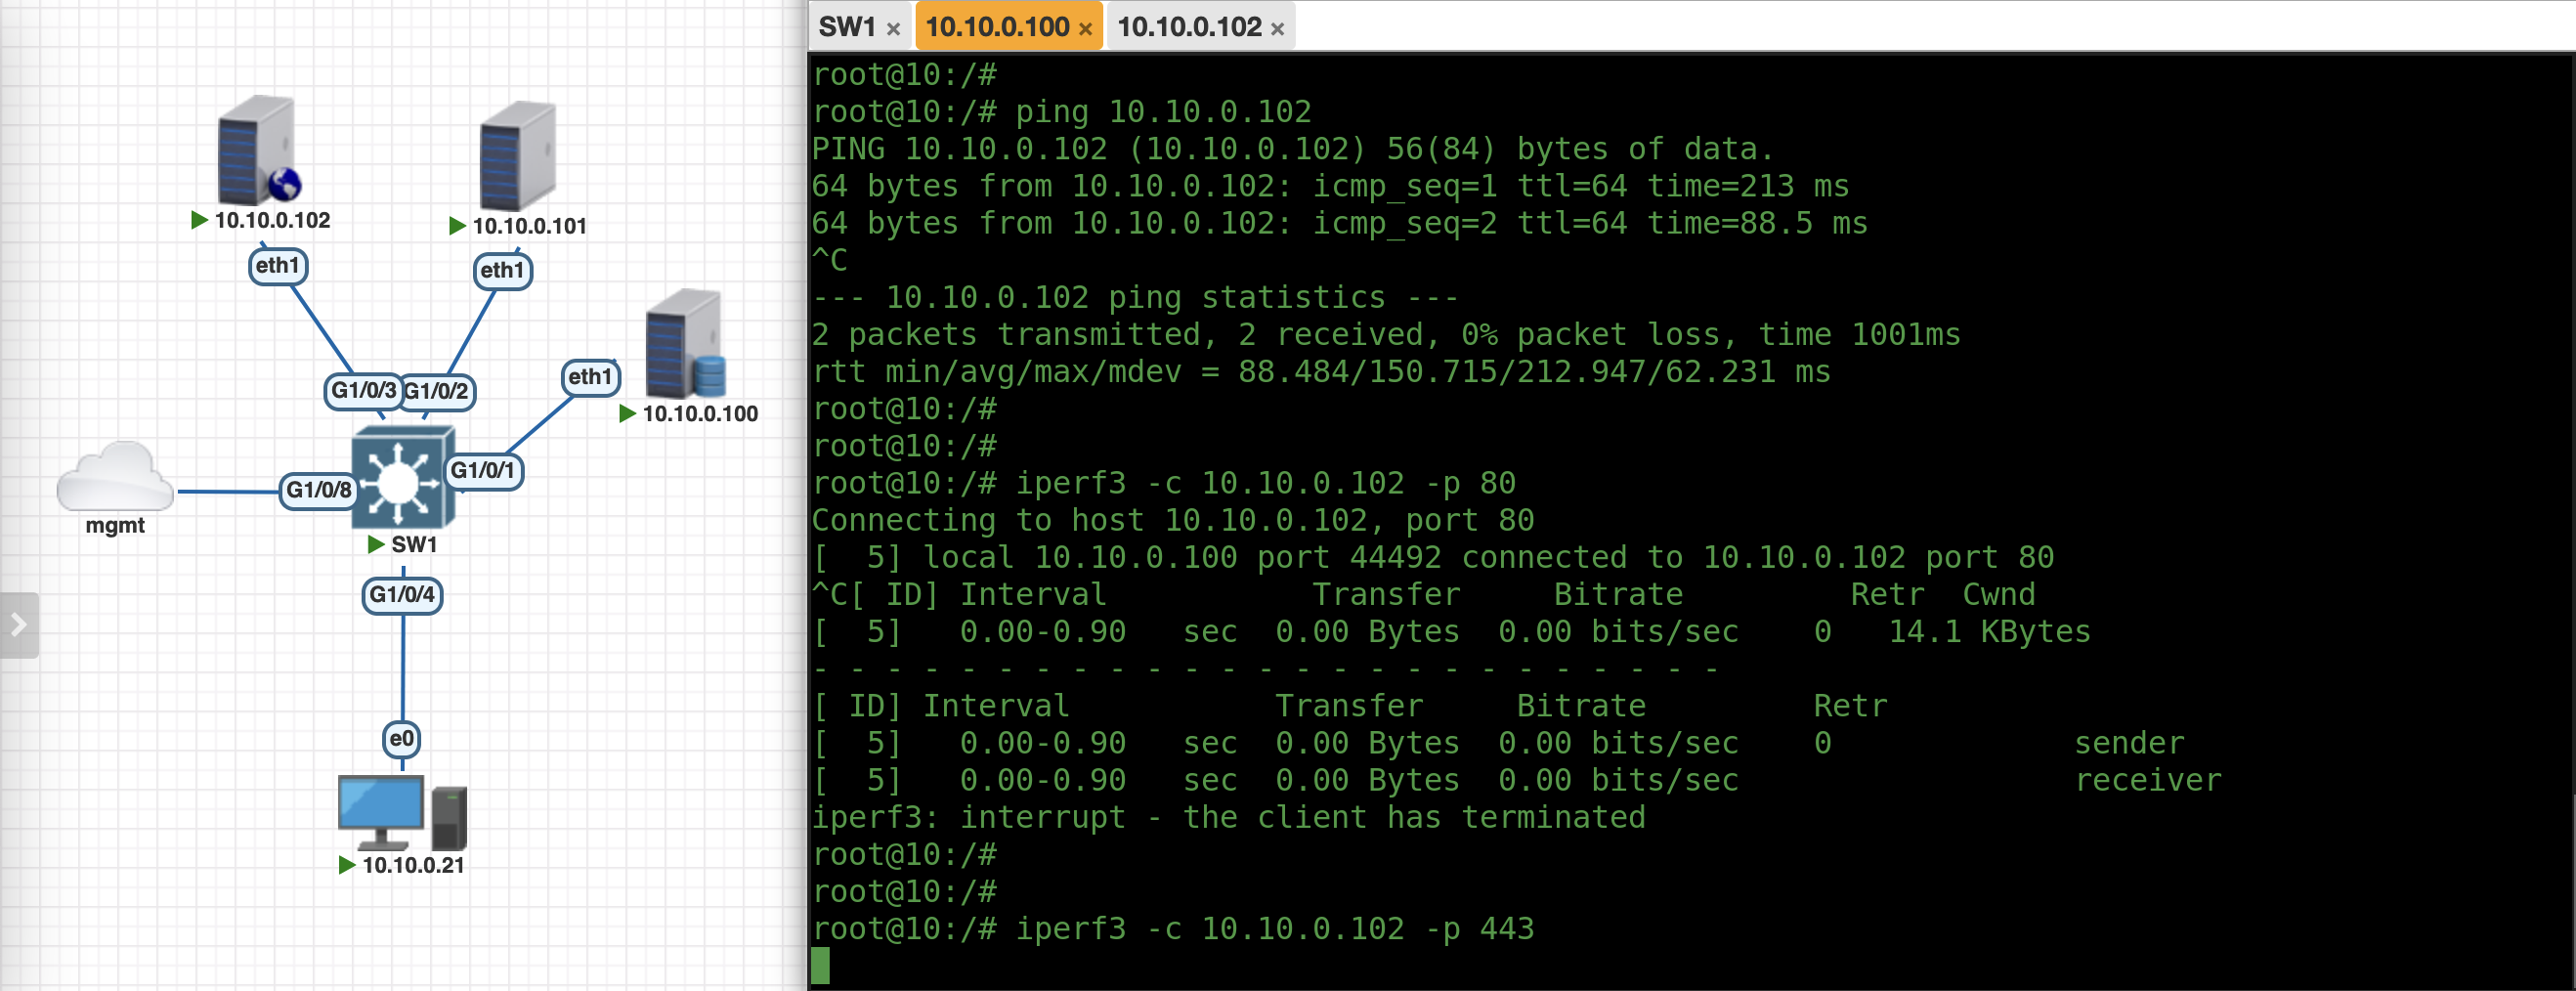 SW1 ×
10.10.0.100 ×
10.10.0.102 ×
10.10.0.102
10.10.0.101
eth1
eth1
eth1
10.10.0.100
G1/0/3
G1/0/2
G1/0/1
G1/0/8
mgmt
SW1
G1/0/4
e0
10.10.0.21
root@10:/#
root@10:/# ping 10.10.0.102
PING 10.10.0.102 (10.10.0.102) 56(84) bytes of data.
64 bytes from 10.10.0.102: icmp_seq=1 ttl=64 time=213 ms
64 bytes from 10.10.0.102: icmp_seq=2 ttl=64 time=88.5 ms
^C
--- 10.10.0.102 ping statistics ---
2 packets transmitted, 2 received, 0% packet loss, time 1001ms
rtt min/avg/max/mdev = 88.484/150.715/212.947/62.231 ms
root@10:/#
root@10:/#
root@10:/# iperf3 -c 10.10.0.102 -p 80
Connecting to host 10.10.0.102, port 80
[  5] local 10.10.0.100 port 44492 connected to 10.10.0.102 port 80
^C[ ID] Interval           Transfer     Bitrate         Retr  Cwnd
[  5]   0.00-0.90   sec  0.00 Bytes  0.00 bits/sec    0   14.1 KBytes
- - - - - - - - - - - - - - - - - - - - - - - - -
[ ID] Interval           Transfer     Bitrate         Retr
[  5]   0.00-0.90   sec  0.00 Bytes  0.00 bits/sec    0             sender
[  5]   0.00-0.90   sec  0.00 Bytes  0.00 bits/sec                  receiver
iperf3: interrupt - the client has terminated
root@10:/#
root@10:/#
root@10:/# iperf3 -c 10.10.0.102 -p 443